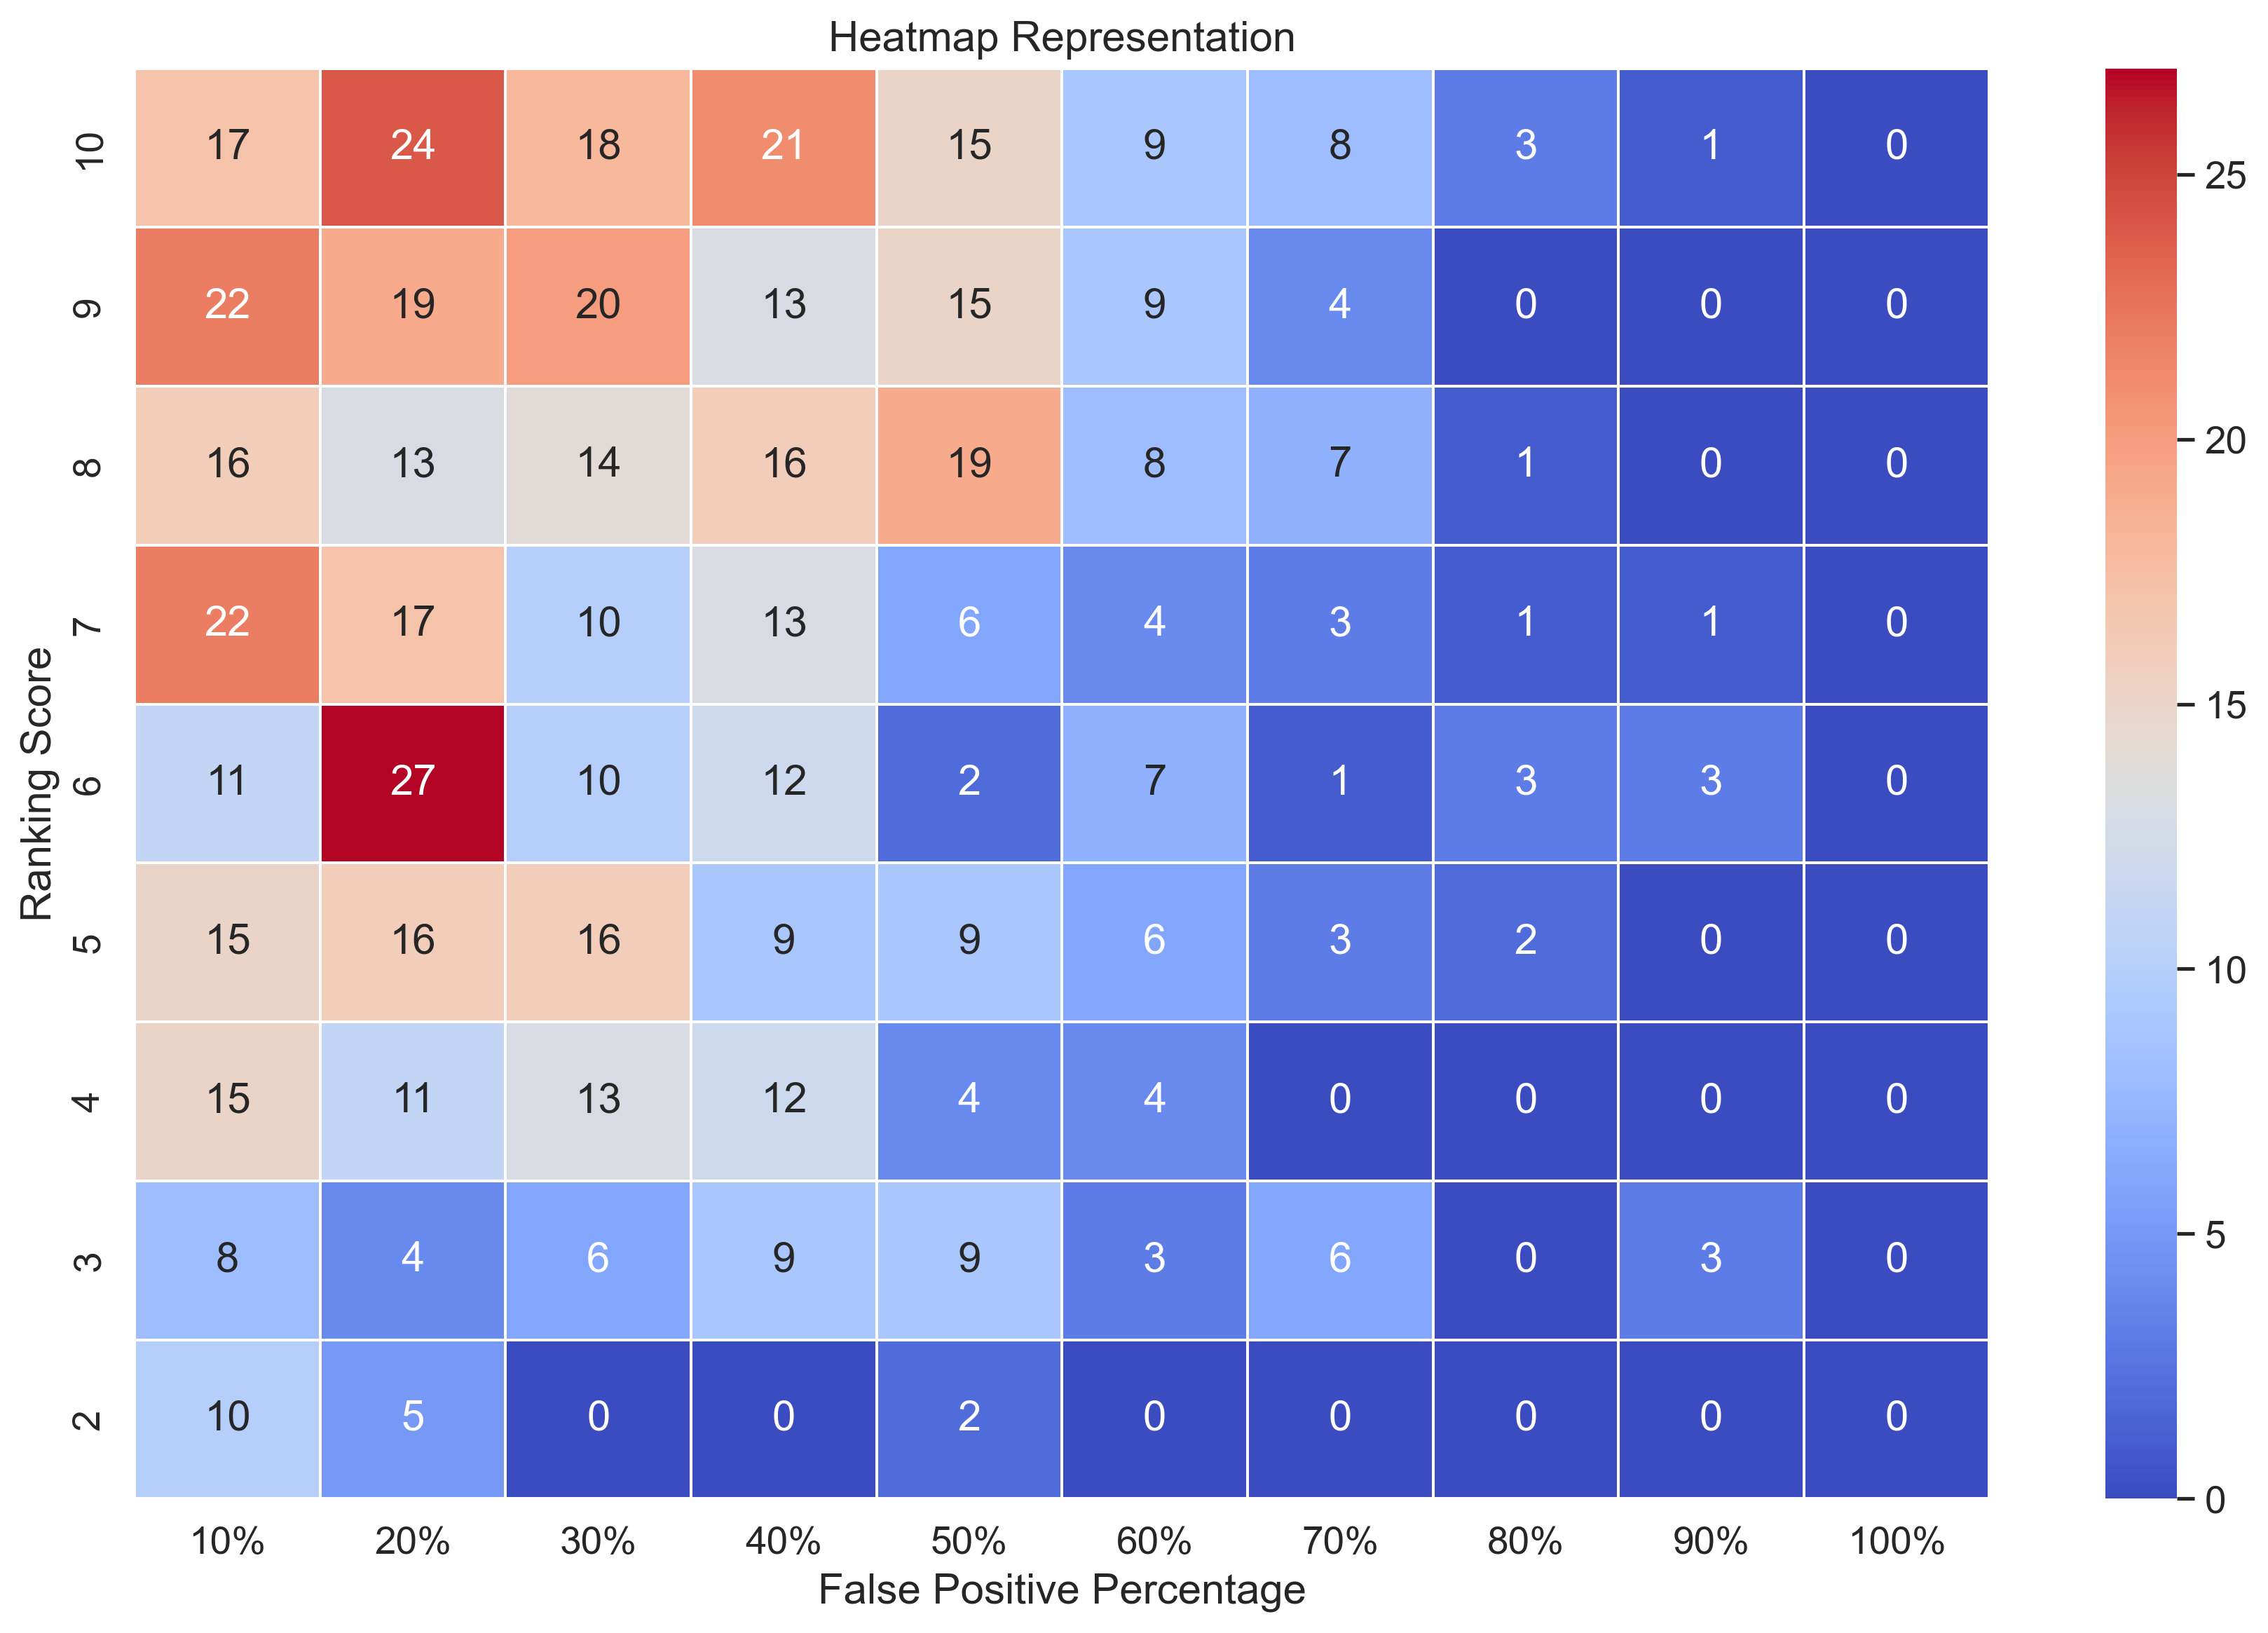 Heatmap Representation
10 17 24 18 21 15 9 8 3 1 0
9 22 19 20 13 15 9 4 0 0 0
8 16 13 14 16 19 8 7 1 0 0
7 22 17 10 13 6 4 3 1 1 0
6 11 27 10 12 2 7 1 3 3 0
5 15 16 16 9 9 6 3 2 0 0
4 15 11 13 12 4 4 0 0 0 0
3 8 4 6 9 9 3 6 0 3 0
2 10 5 0 0 2 0 0 0 0 0
10% 20% 30% 40% 50% 60% 70% 80% 90% 100%
False Positive Percentage
Ranking Score
25
20
15
10
5
0